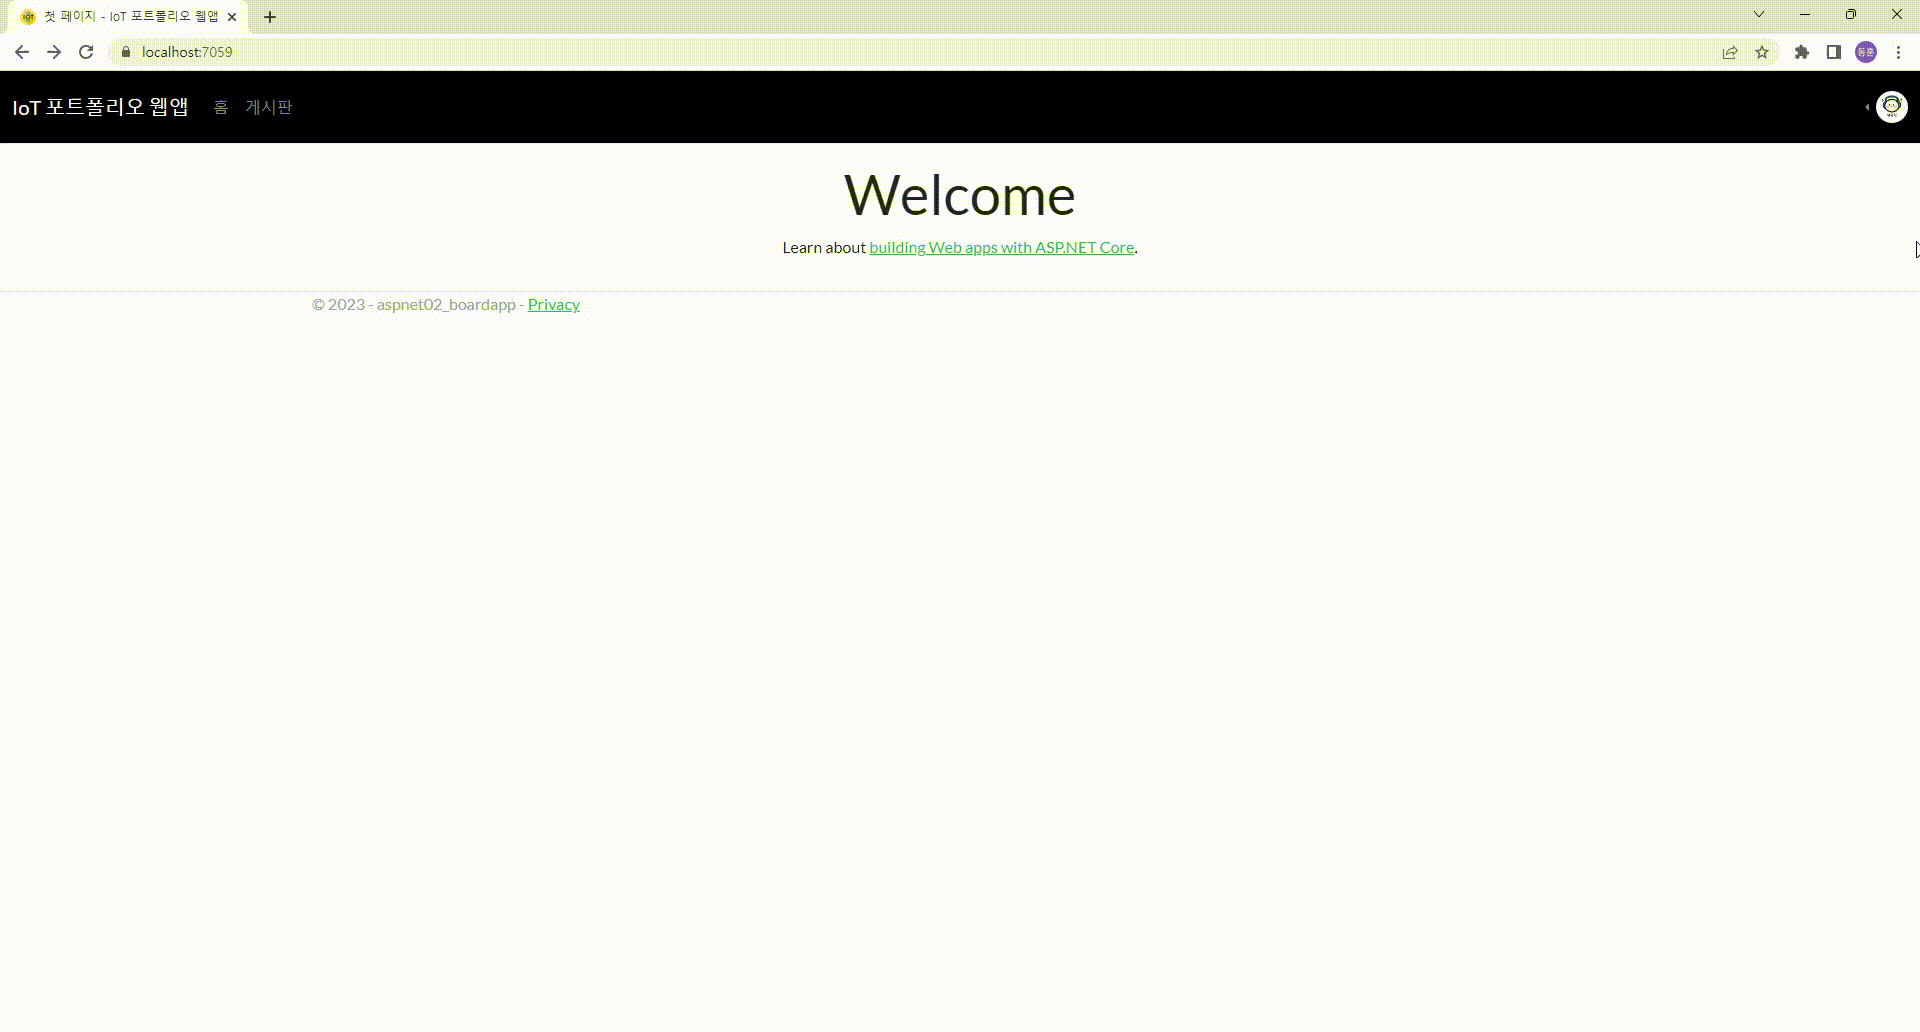 첫 페이지 - IoT 포트폴리오 웹앱
localhost:7059
동훈
IoT 포트폴리오 웹앱 홈 게시판
Welcome
Learn about building Web apps with ASP.NET Core.
© 2023 - aspnet02_boardapp - Privacy